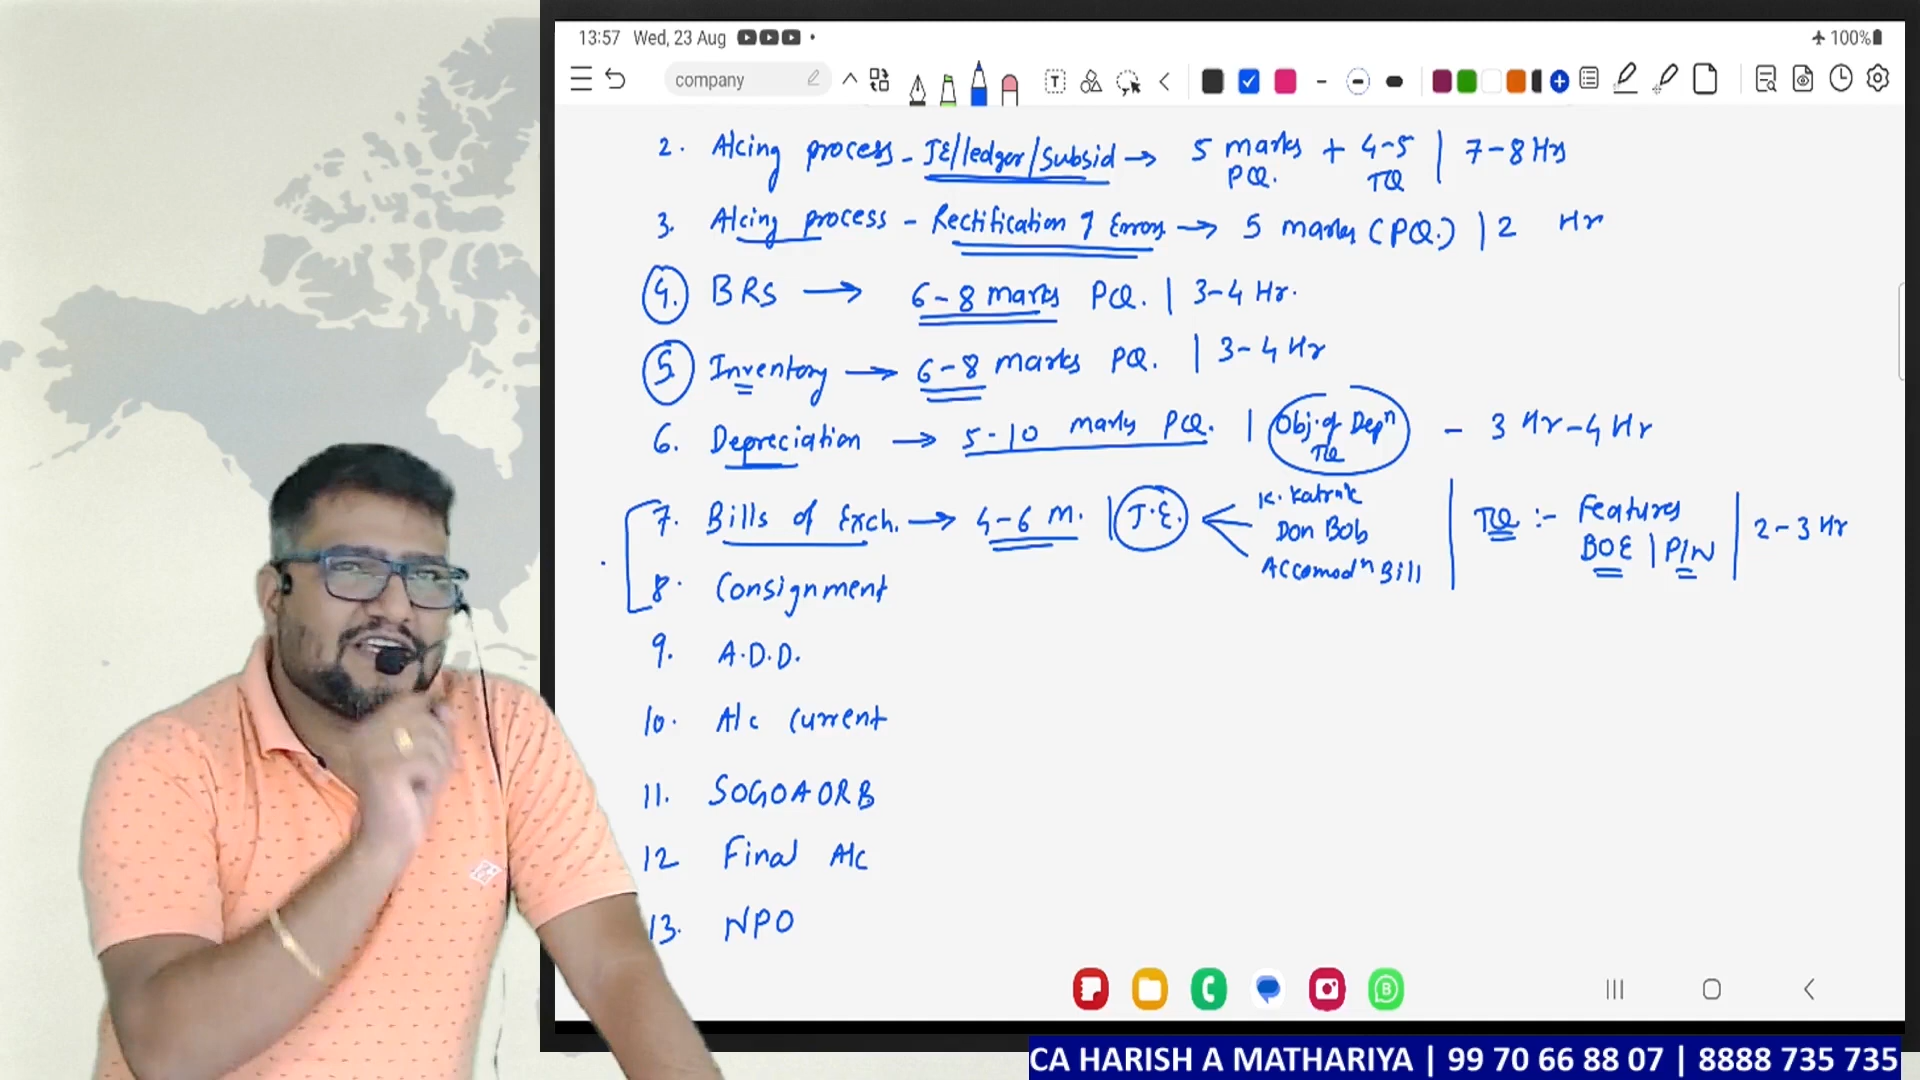 13:57 Wed, 23 Aug
100%
company
2. A/cing process - JE/ledger/Subsid → 5 marks + 4-5 | 7-8 Hrs
PQ. TQ
3. A/cing process - Rectification of Errors → 5 marks (PQ.) | 2 Hr
4. BRS → 6-8 marks PQ. | 3-4 Hr.
5 Inventory → 6-8 marks PQ. | 3-4 Hr
6. Depreciation → 5-10 marks PQ. | Obj. of Depn TQ - 3 Hr-4 Hr
7. Bills of Exch. → 4-6 M. | J.E. K. Katrak
Don Bob
Accomodn Bill
TQ :- Features
BOE | P/N | 2-3 Hr
8. Consignment
9. A.D.D.
10. A/c Current
11. SOGOAORB
12 Final A/c
13. NPO
CA HARISH A MATHARIYA | 99 70 66 88 07 | 8888 735 735